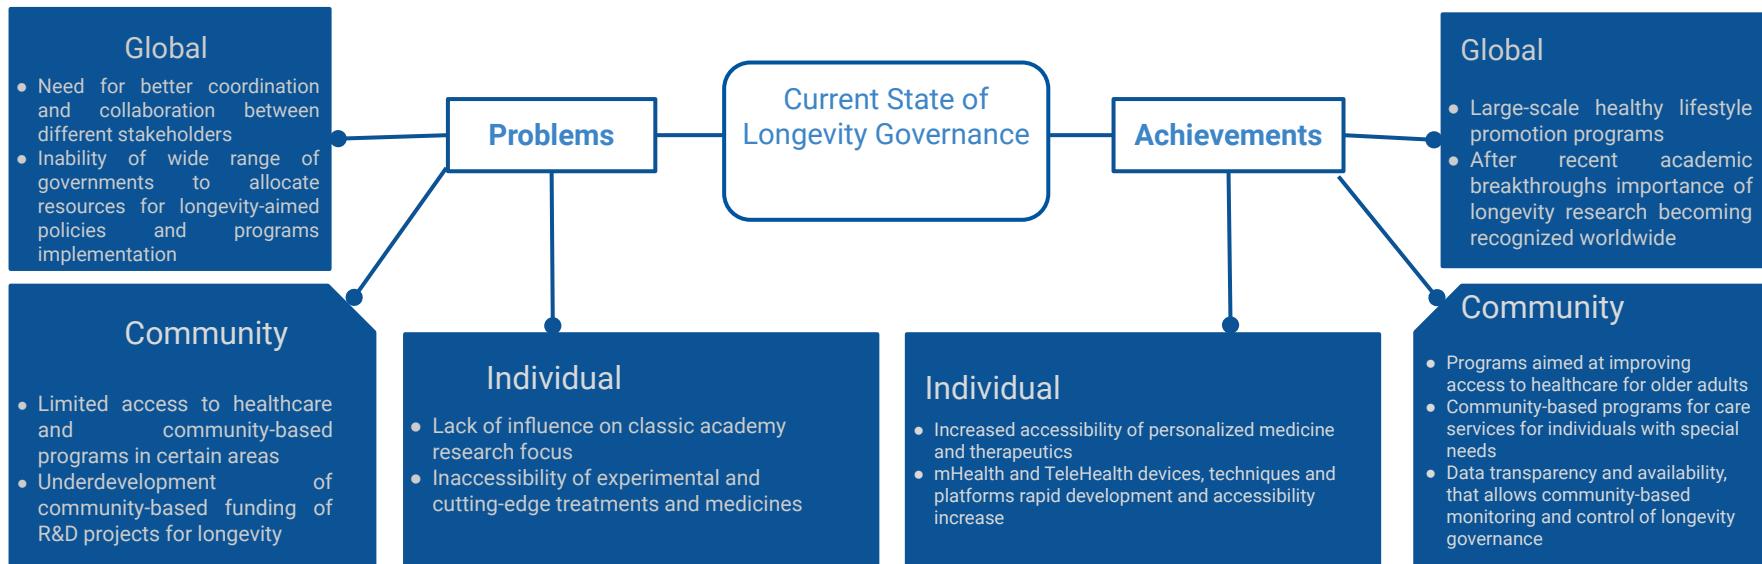 Current State of
Longevity Governance
Problems
Global
● Need for better coordination
and collaboration between
different stakeholders
● Inability of wide range of
governments to allocate
resources for longevity-aimed
policies and programs
implementation
Community
● Limited access to healthcare
and community-based
programs in certain areas
● Underdevelopment of
community-based funding of
R&D projects for longevity
Individual
● Lack of influence on classic academy
research focus
● Inaccessibility of experimental and
cutting-edge treatments and medicines
Achievements
Individual
● Increased accessibility of personalized medicine
and therapeutics
● mHealth and TeleHealth devices, techniques and
platforms rapid development and accessibility
increase
Global
● Large-scale healthy lifestyle
promotion programs
● After recent academic
breakthroughs importance of
longevity research becoming
recognized worldwide
Community
● Programs aimed at improving
access to healthcare for older adults
● Community-based programs for care
services for individuals with special
needs
● Data transparency and availability,
that allows community-based
monitoring and control of longevity
governance